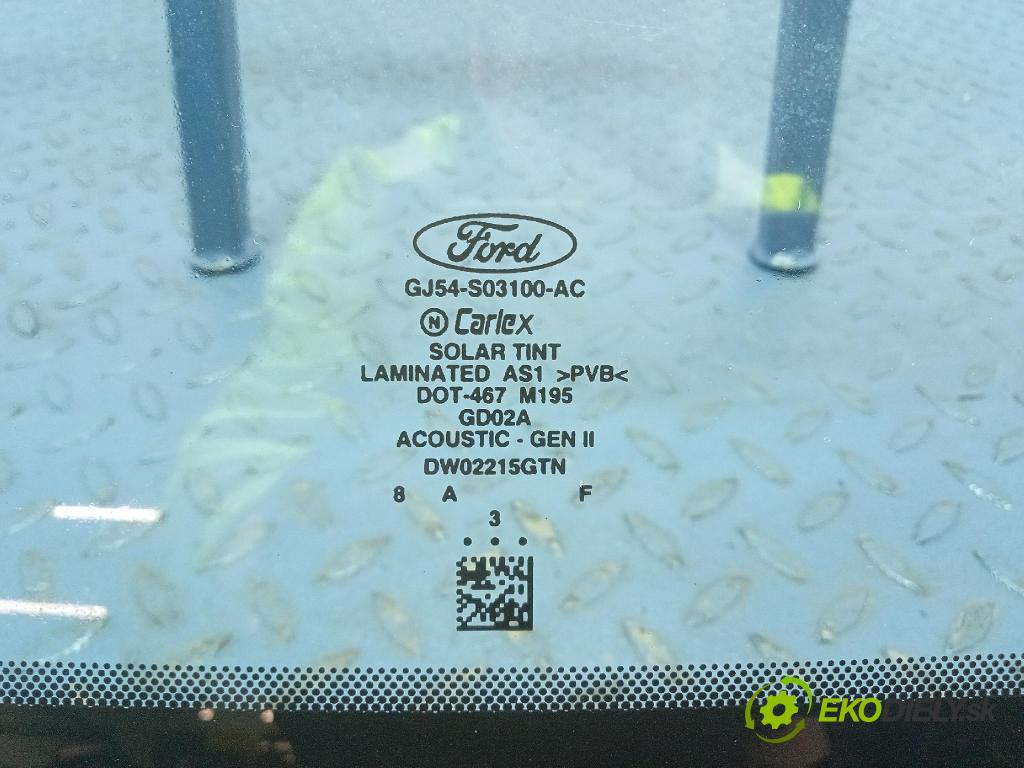 Ford
GJ54-S03100-AC
N Carlex
SOLAR TINT
LAMINATED AS1 >PVB<
DOT-467 M195
GD02A
ACOUSTIC - GEN II
DW02215GTN
8 A F
3
EKODIELY.sk